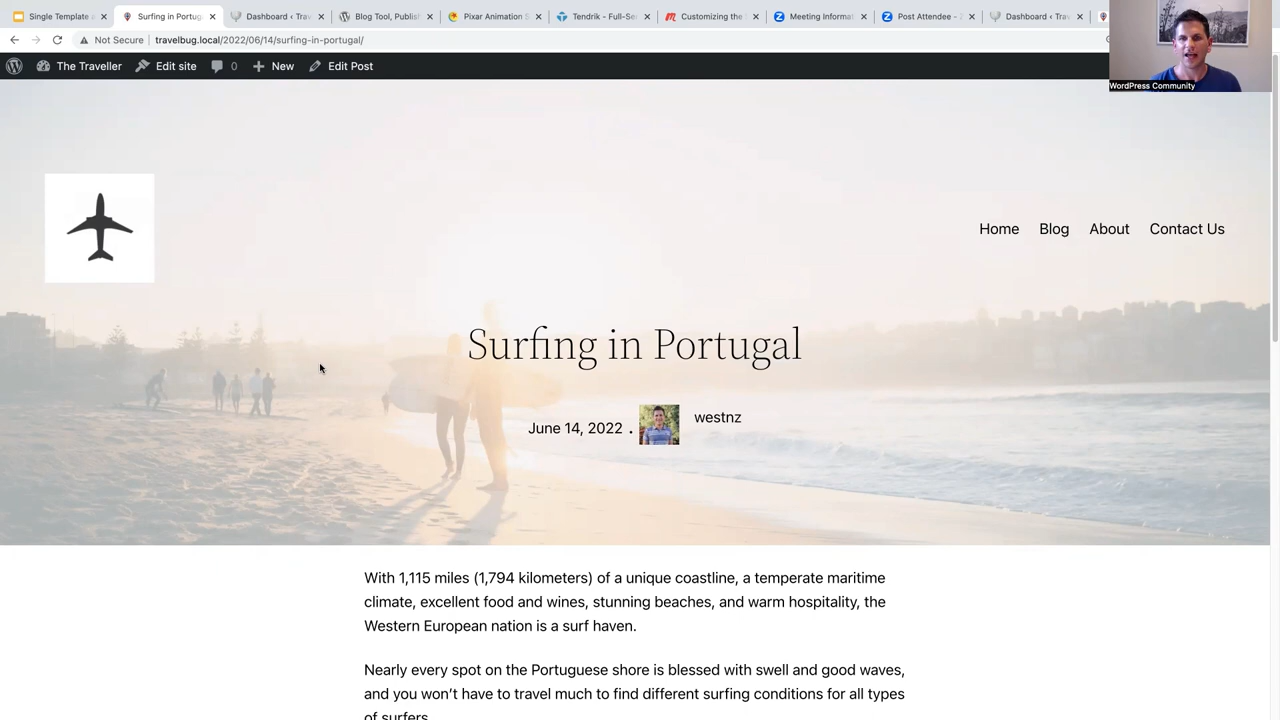 Single Template
Surfing in Portug
Dashboard ‹ Trav
Blog Tool, Publis
Pixar Animation S
Tendrik - Full-Se
Customizing the
Meeting Informat
Post Attendee -
Dashboard ‹ Trav
Not Secure
travelbug.local/2022/06/14/surfing-in-portugal/
The Traveller
Edit site
0
New
Edit Post
WordPress Community
Home
Blog
About
Contact Us
Surfing in Portugal
June 14, 2022 .
westnz
With 1,115 miles (1,794 kilometers) of a unique coastline, a temperate maritime
climate, excellent food and wines, stunning beaches, and warm hospitality, the
Western European nation is a surf haven.
Nearly every spot on the Portuguese shore is blessed with swell and good waves,
and you won’t have to travel much to find different surfing conditions for all types
of surfers.